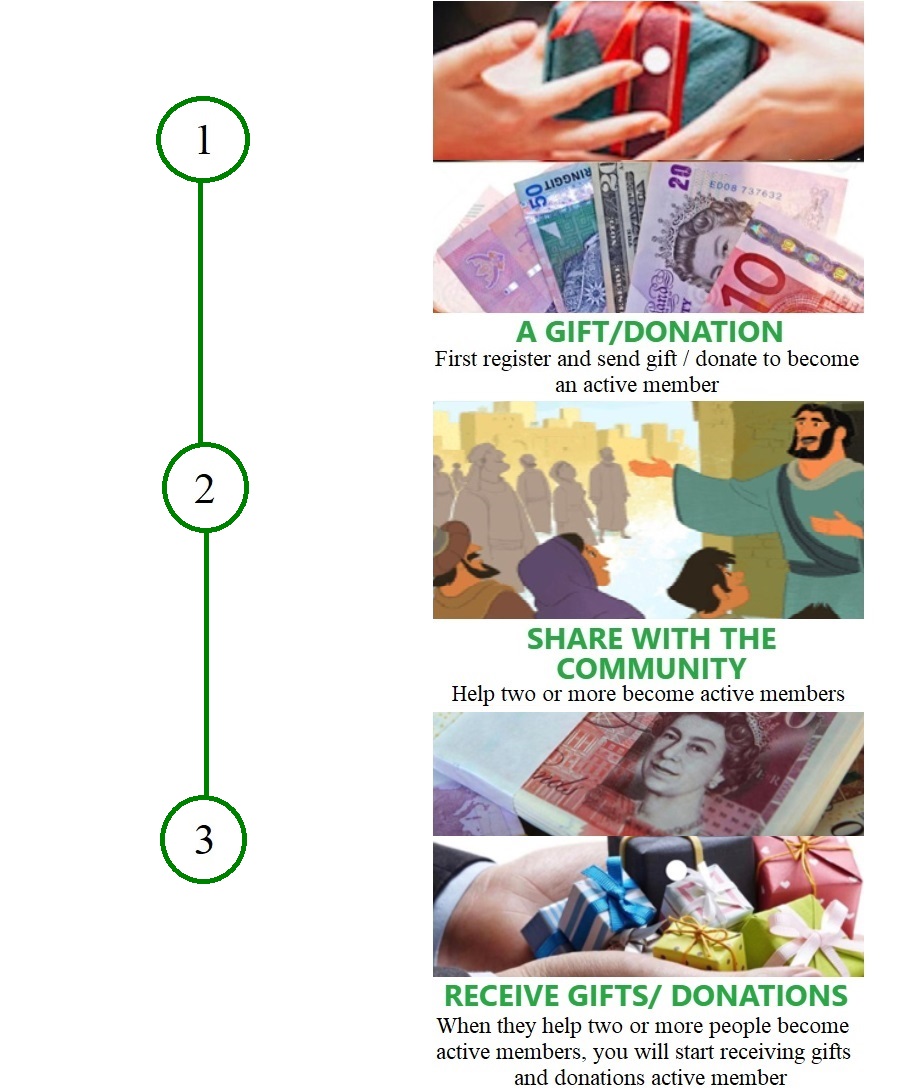 1
50 RINGGIT
20
ED08 737632
10
A GIFT/DONATION
First register and send gift / donate to become
an active member
2
SHARE WITH THE
COMMUNITY
Help two or more become active members
3
RECEIVE GIFTS/ DONATIONS
When they help two or more people become
active members, you will start receiving gifts
and donations active member